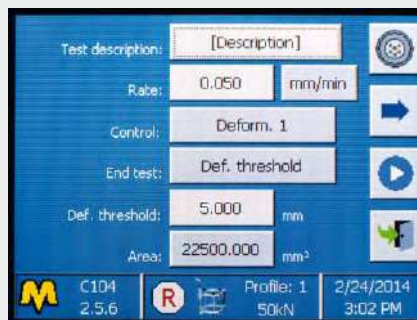 Test description: [Description]
Rate: 0.050 mm/min
Control: Deform. 1
End test: Def. threshold
Def. threshold: 5.000 mm
Area: 22500.000 mm²
C104 R Profile: 1 2/24/2014
2.5.6 50kN 3:02 PM